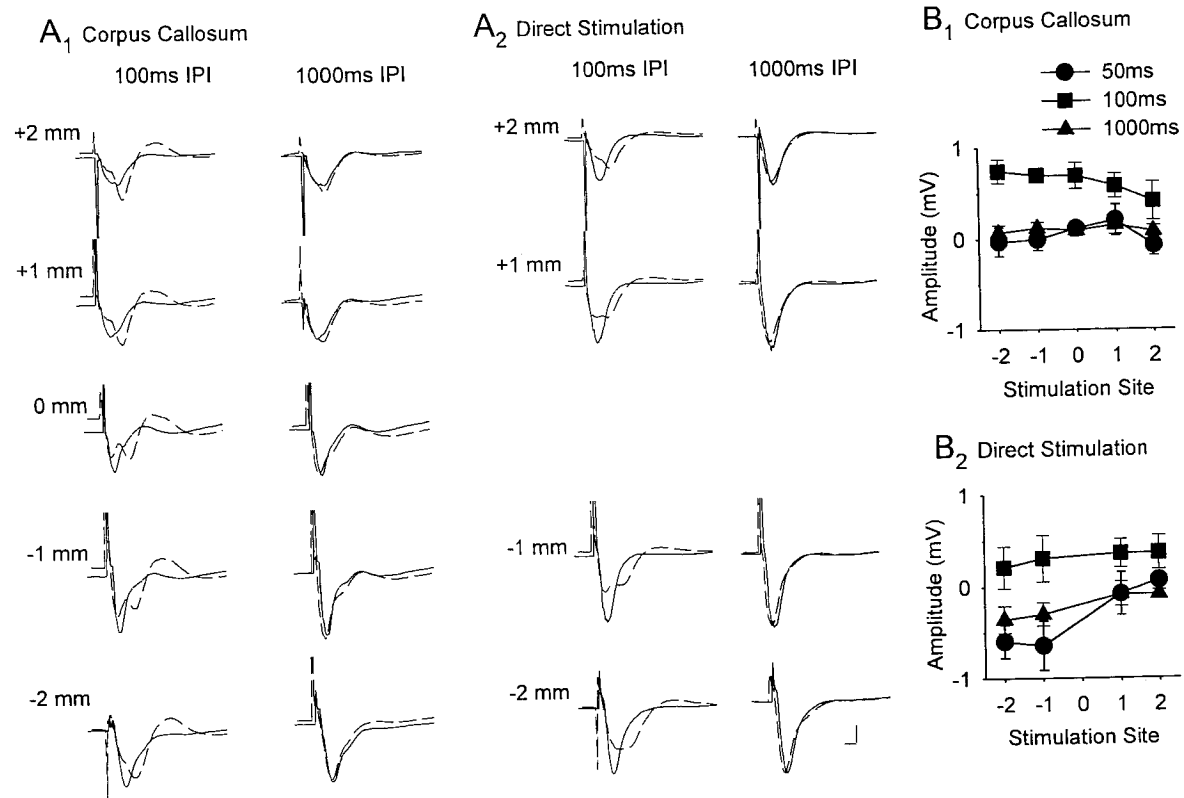 A1 Corpus Callosum
100ms IPI 1000ms IPI
+2 mm
+1 mm
0 mm
-1 mm
-2 mm
A2 Direct Stimulation
100ms IPI 1000ms IPI
+2 mm
+1 mm
-1 mm
-2 mm
B1 Corpus Callosum
50ms
100ms
1000ms
1
0
-1
Amplitude (mV)
-2 -1 0 1 2
Stimulation Site
B2 Direct Stimulation
1
0
-1
Amplitude (mV)
-2 -1 0 1 2
Stimulation Site